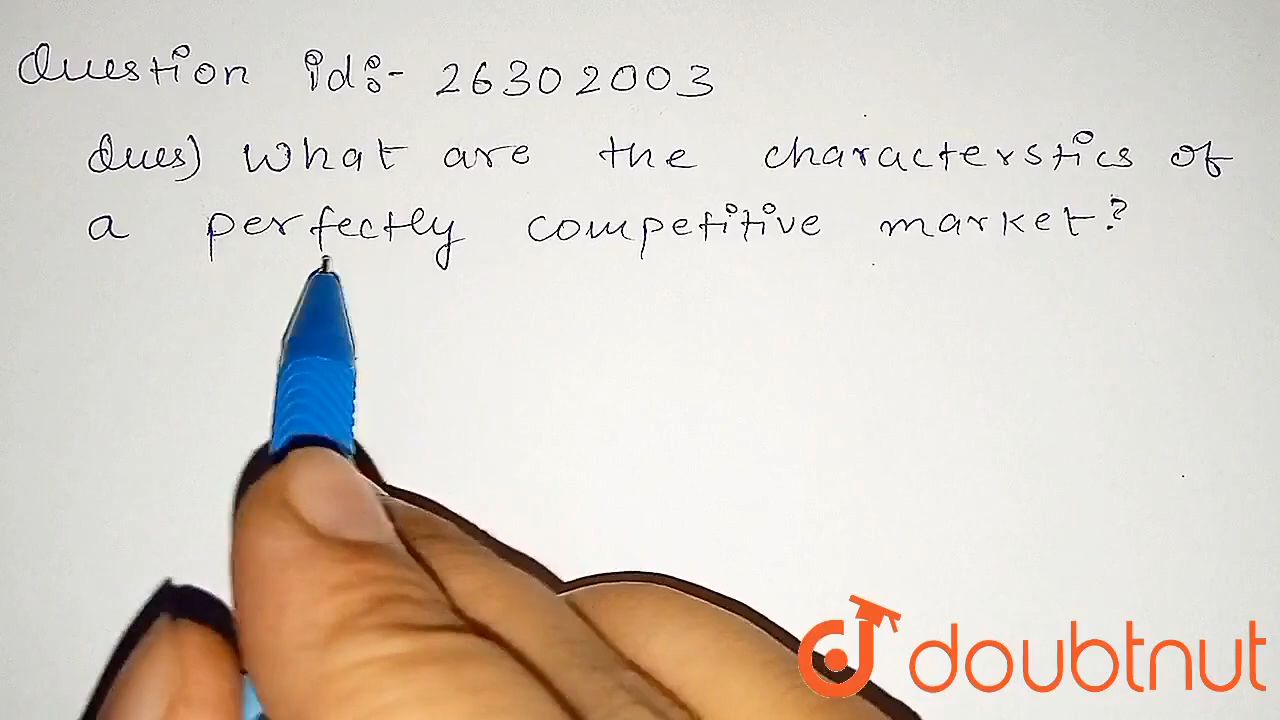 Question id:- 26302003
Ques) What are the characterstics of
a perfectly competitive market?
doubtnut